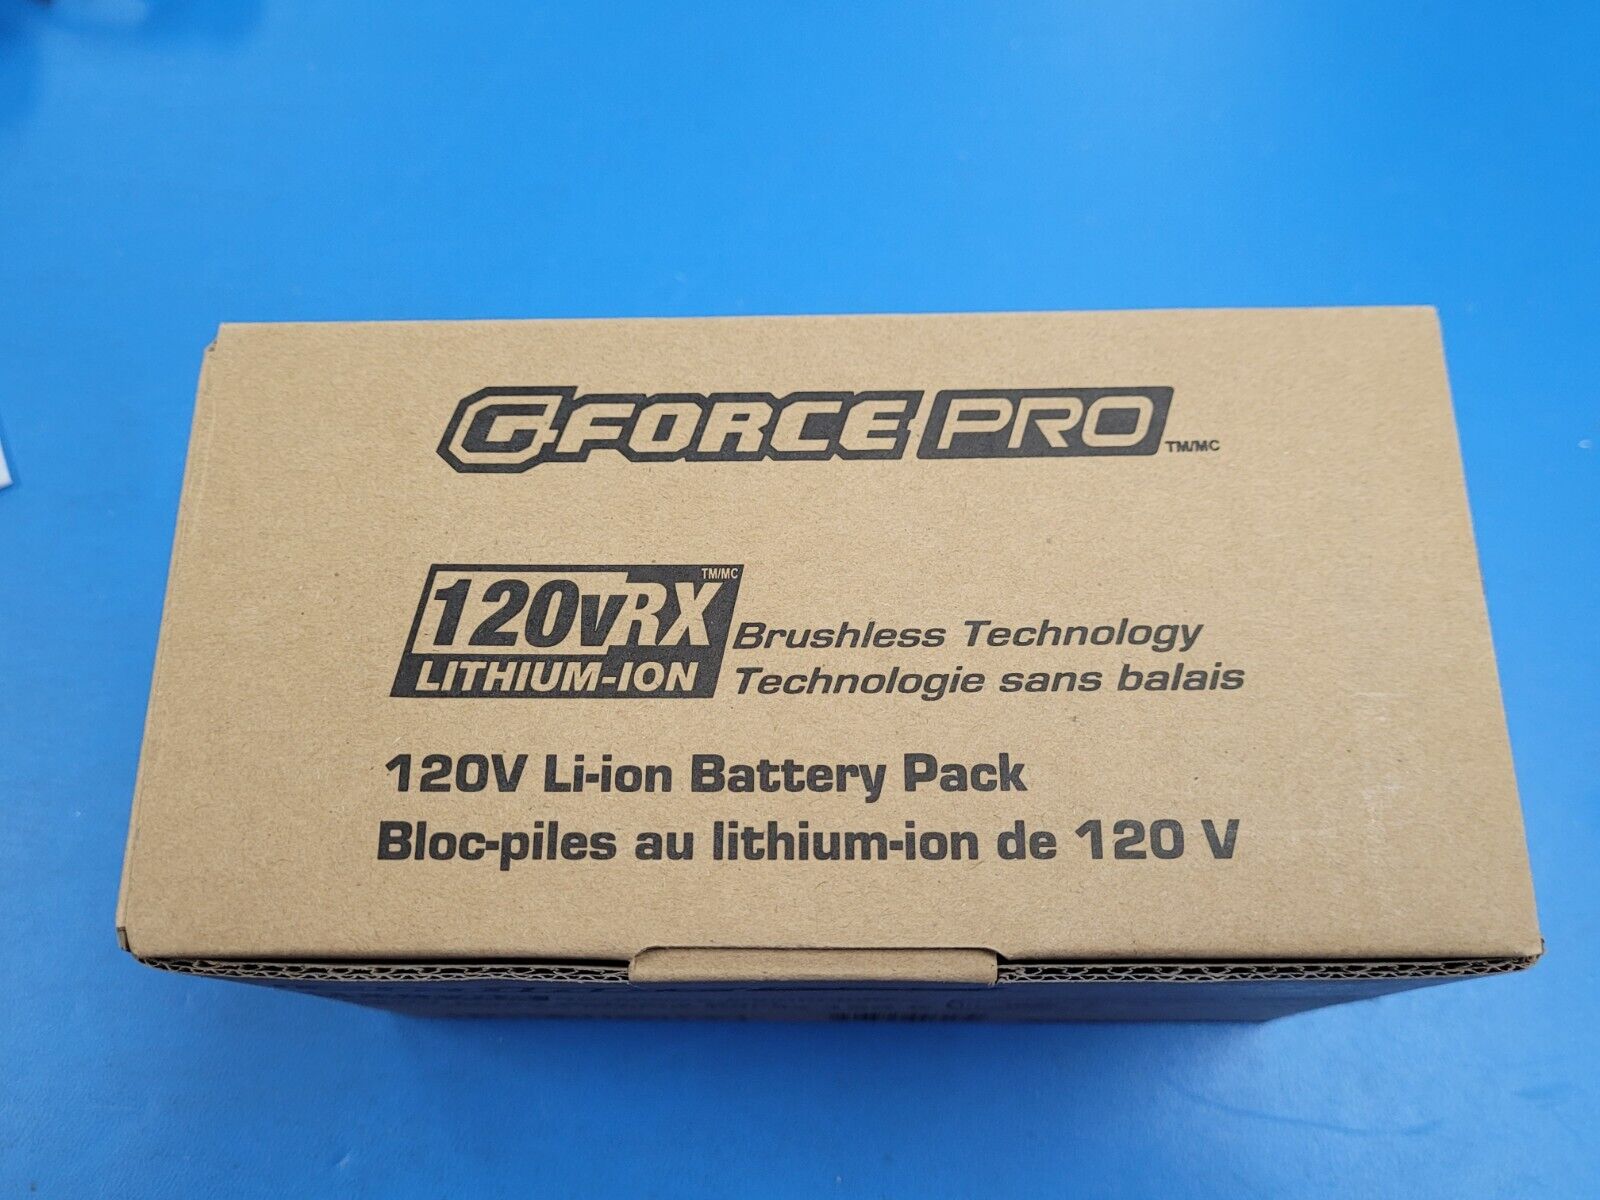 G-FORCE PRO TM/MC
120vRX TM/MC
LITHIUM-ION
Brushless Technology
Technologie sans balais
120V Li-ion Battery Pack
Bloc-piles au lithium-ion de 120 V